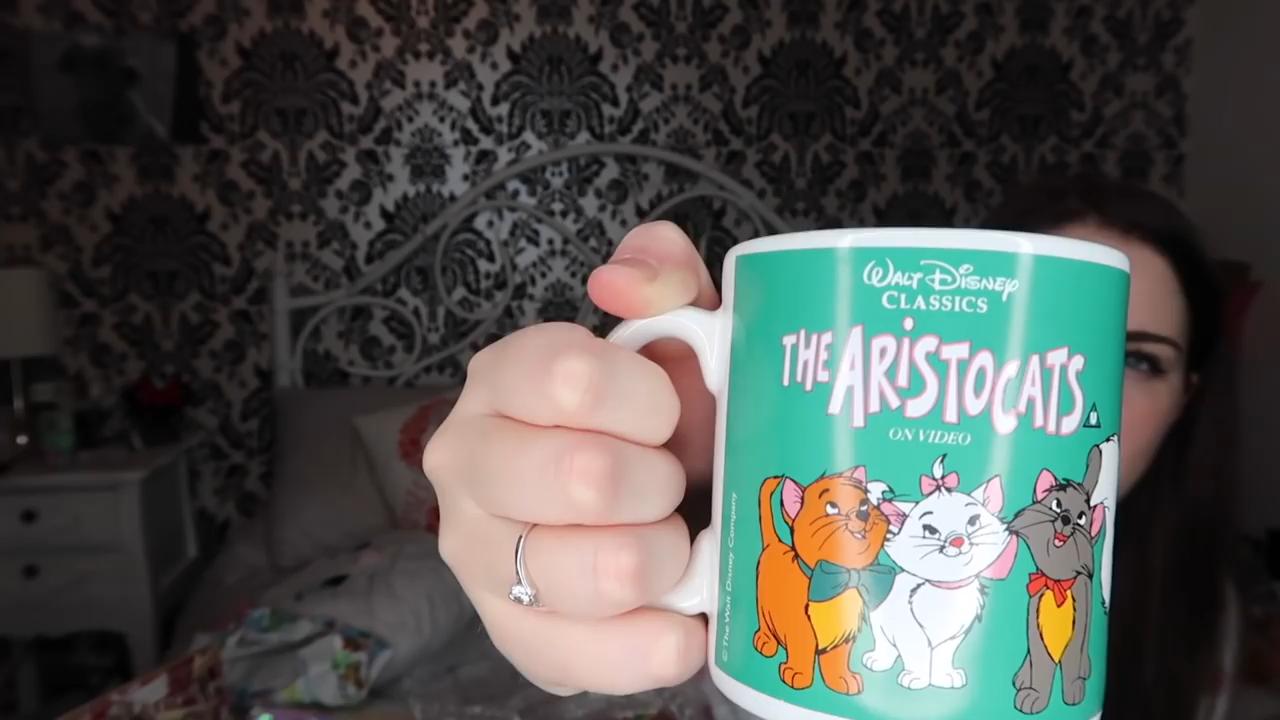 WALT DISNEY
CLASSICS
THE ARISTOCATS
U
ON VIDEO
© The Walt Disney Company